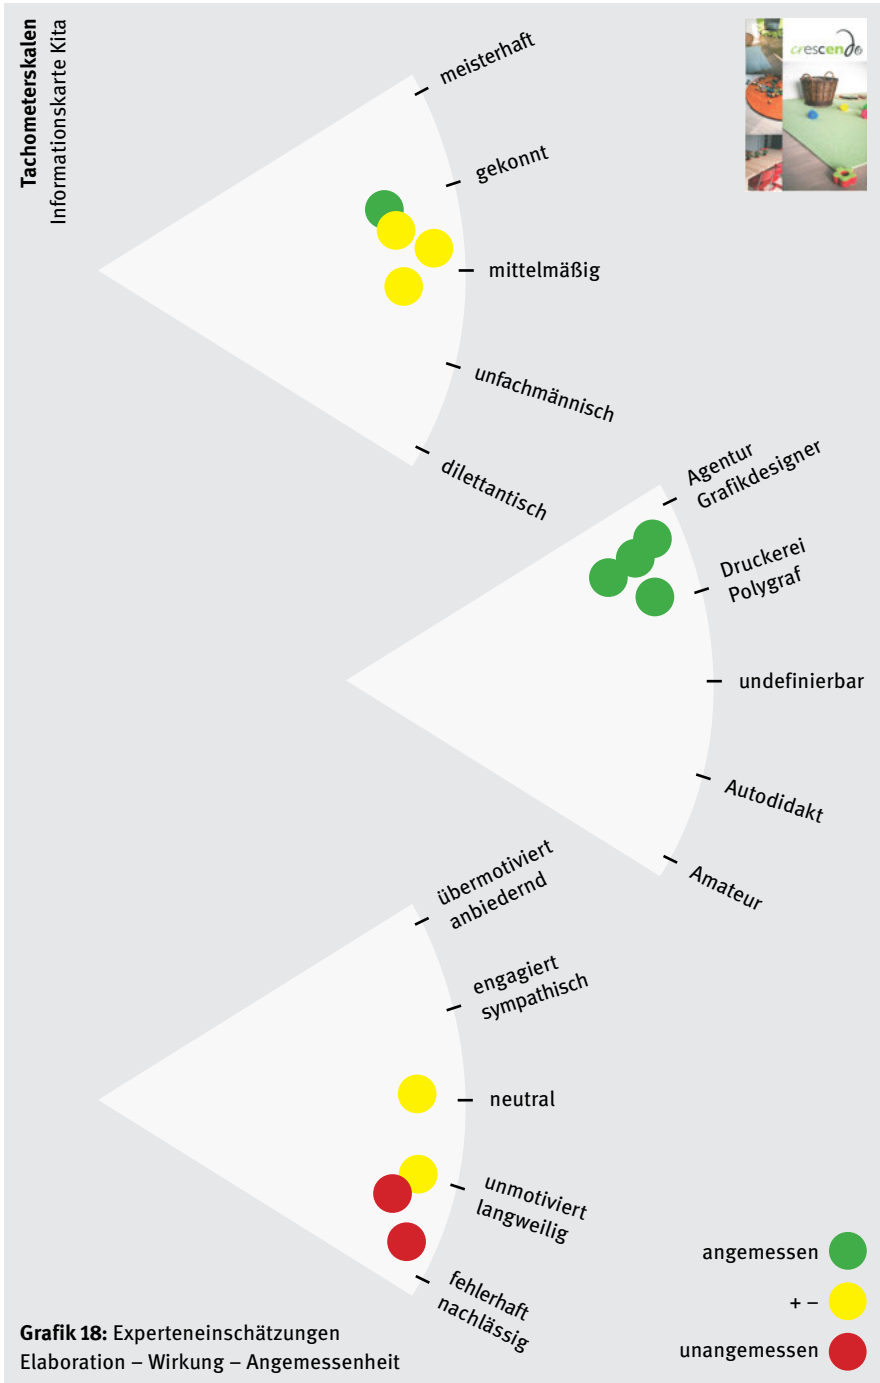 Tachometerskalen
Informationskarte Kita
crescendo
meisterhaft
gekonnt
mittelmäßig
unfachmännisch
dilettantisch
Agentur
Grafikdesigner
Druckerei
Polygraf
undefinierbar
Autodidakt
Amateur
übermotiviert
anbiedernd
engagiert
sympathisch
neutral
unmotiviert
langweilig
fehlerhaft
nachlässig
angemessen
+ –
unangemessen
Grafik 18: Experteneinschätzungen
Elaboration – Wirkung – Angemessenheit